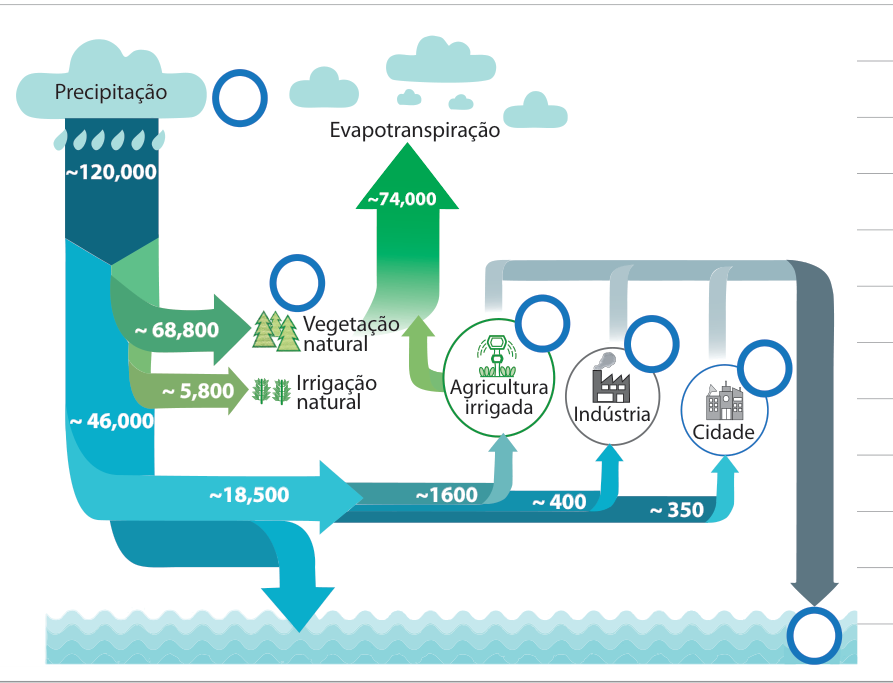 Precipitação
Evapotranspiração
~120,000
~74,000
~ 68,800
Vegetação
natural
~ 5,800
Irrigação
natural
Agricultura
irrigada
Indústria
Cidade
~ 46,000
~18,500
~1600
~ 400
~ 350